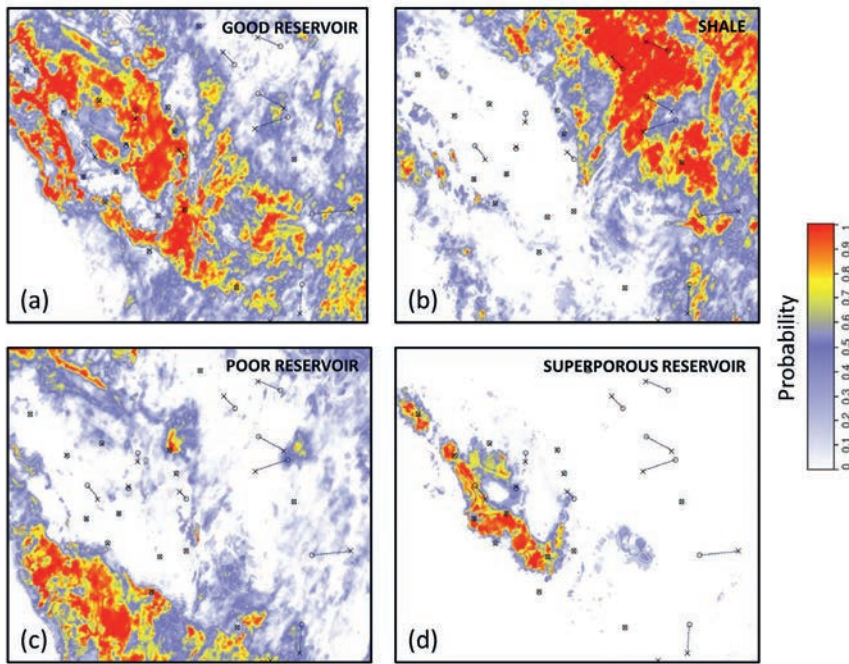 GOOD RESERVOIR
(a)
SHALE
(b)
POOR RESERVOIR
(c)
SUPERPOROUS RESERVOIR
(d)
Probability
1
0.9
0.8
0.7
0.6
0.5
0.4
0.3
0.2
0.1
0